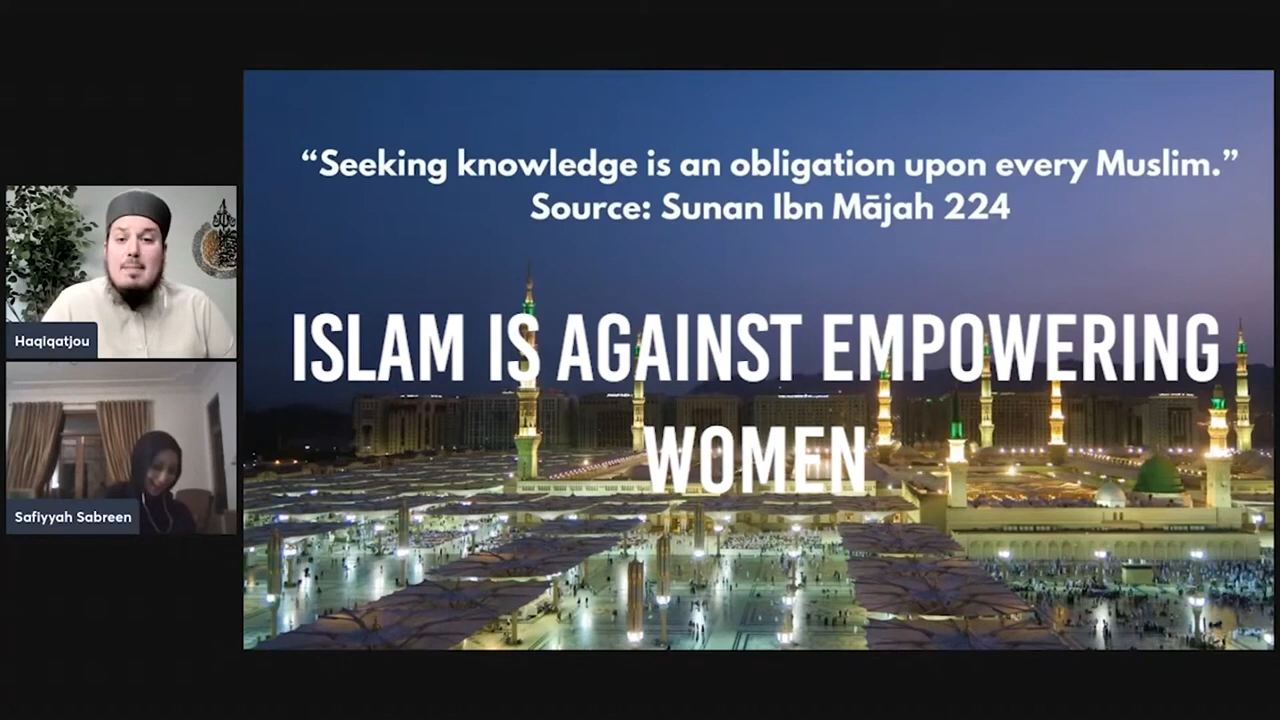 “Seeking knowledge is an obligation upon every Muslim.”
Source: Sunan Ibn Mājah 224
ISLAM IS AGAINST EMPOWERING
WOMEN
Haqiqatjou
Safiyyah Sabreen